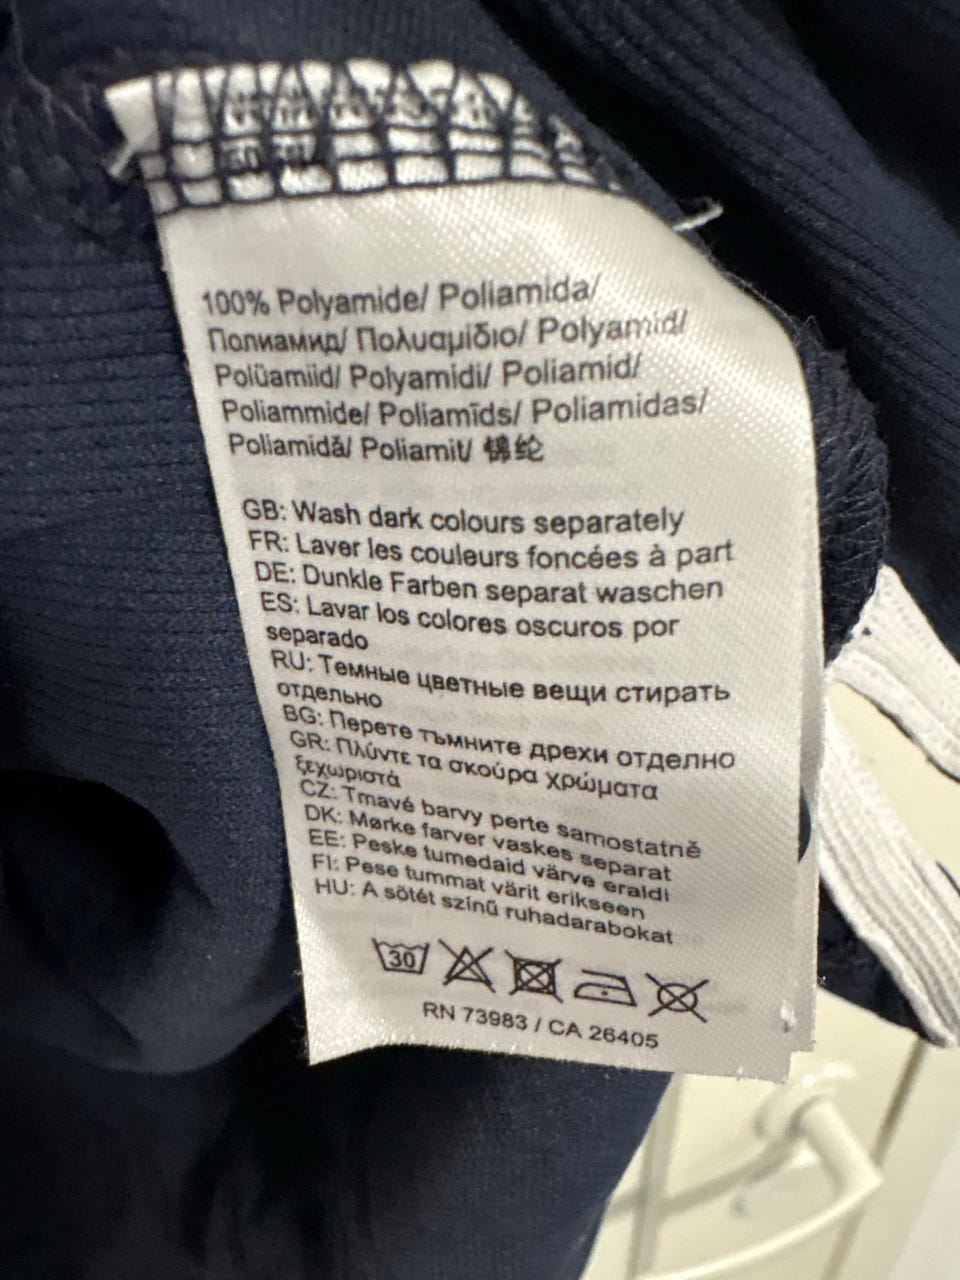 100% Polyamide/ Poliamida/
Полиамид/ Πολυαμίδιο/ Polyamid/
Polüamiid/ Polyamidi/ Poliamid/
Poliammide/ Poliamīds/ Poliamidas/
Poliamidă/ Poliamit/ 锦纶
GB: Wash dark colours separately
FR: Laver les couleurs foncées à part
DE: Dunkle Farben separat waschen
ES: Lavar los colores oscuros por
separado
RU: Темные цветные вещи стирать
отдельно
BG: Перете тъмните дрехи отделно
GR: Πλύντε τα σκούρα χρώματα
ξεχωριστά
CZ: Tmavé barvy perte samostatně
DK: Mørke farver vaskes separat
EE: Peske tumedaid värve eraldi
FI: Pese tummat värit erikseen
HU: A sötét színű ruhadarabokat
30
RN 73983 / CA 26405